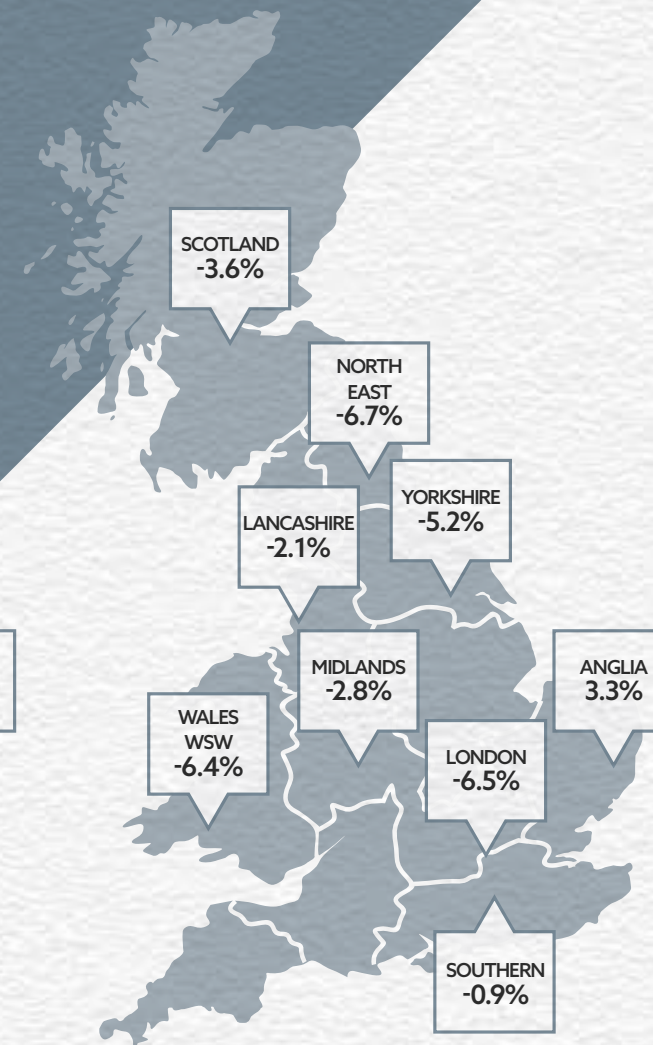 SCOTLAND
-3.6%
NORTH
EAST
-6.7%
YORKSHIRE
-5.2%
LANCASHIRE
-2.1%
MIDLANDS
-2.8%
ANGLIA
3.3%
WALES
WSW
-6.4%
LONDON
-6.5%
SOUTHERN
-0.9%